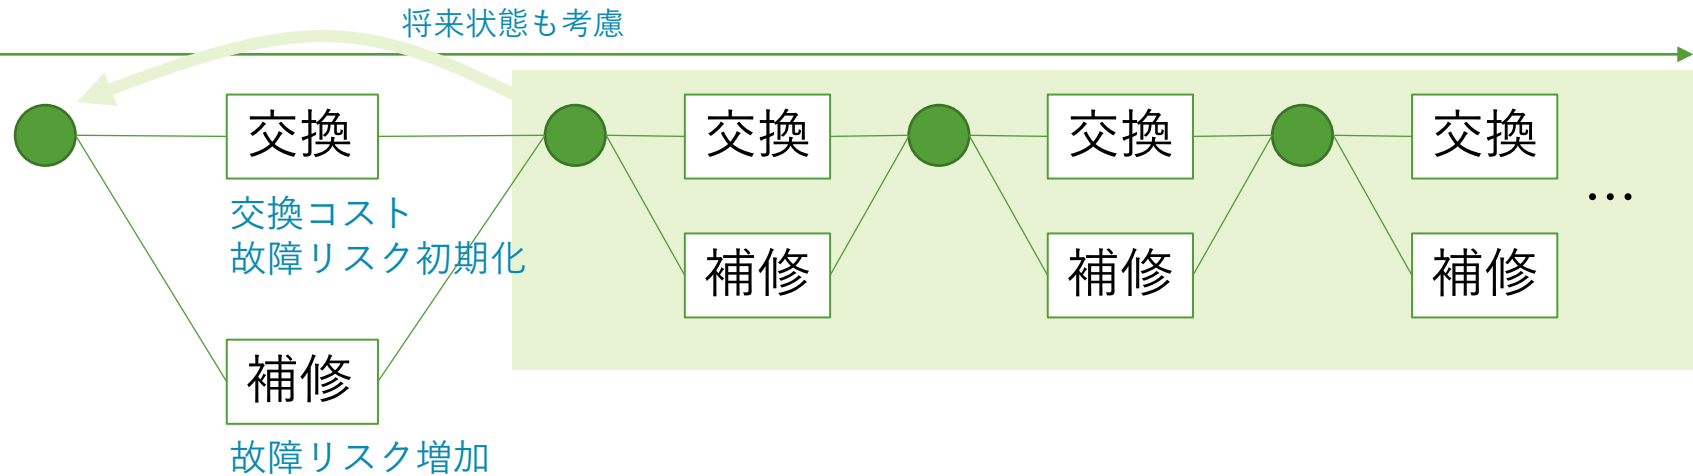 将来状態も考慮
交換
交換
交換
交換
交換コスト
故障リスク初期化
…
補修
補修
補修
補修
故障リスク増加